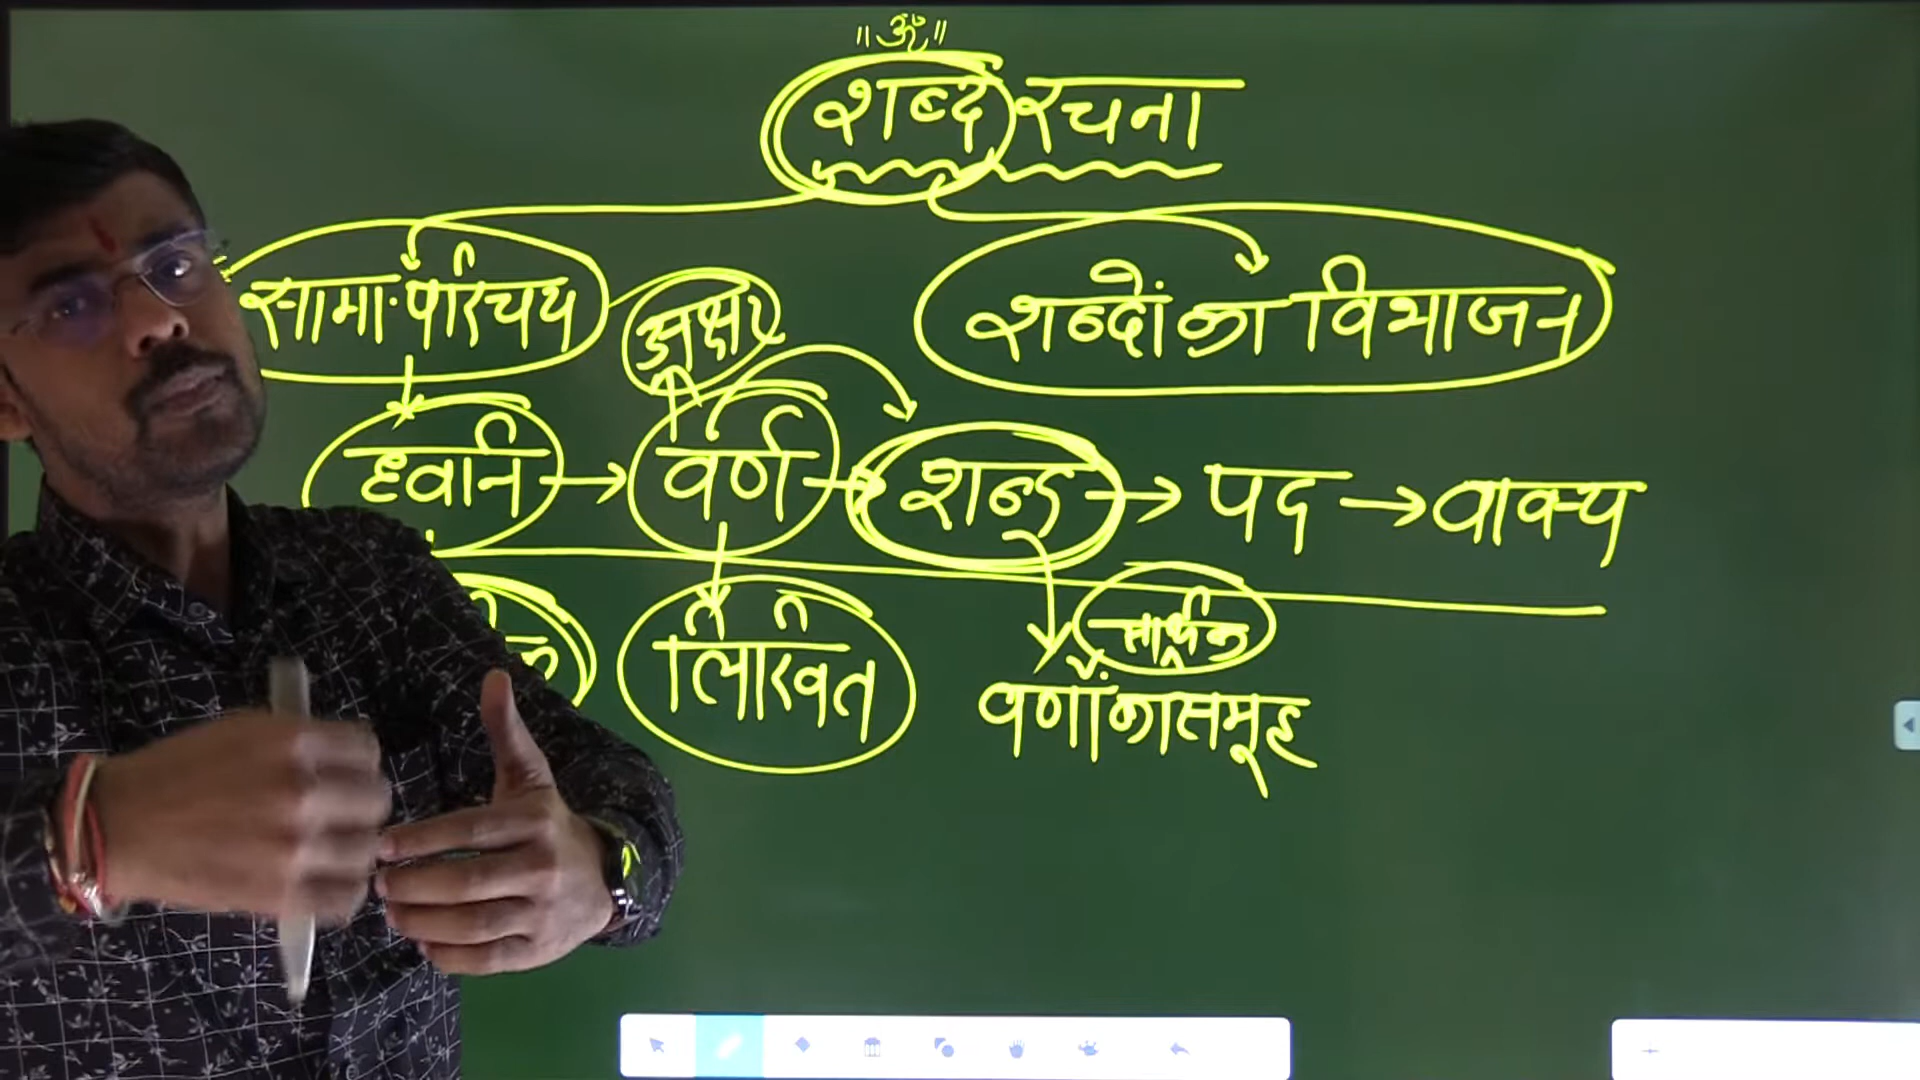 ॥ ॐ ॥
शब्द रचना
सामा. परिचय
शब्दों का विभाजन
अक्षर
ध्वनि → वर्ण → शब्द → पद → वाक्य
सार्थक
लिखित
वर्णों का समूह